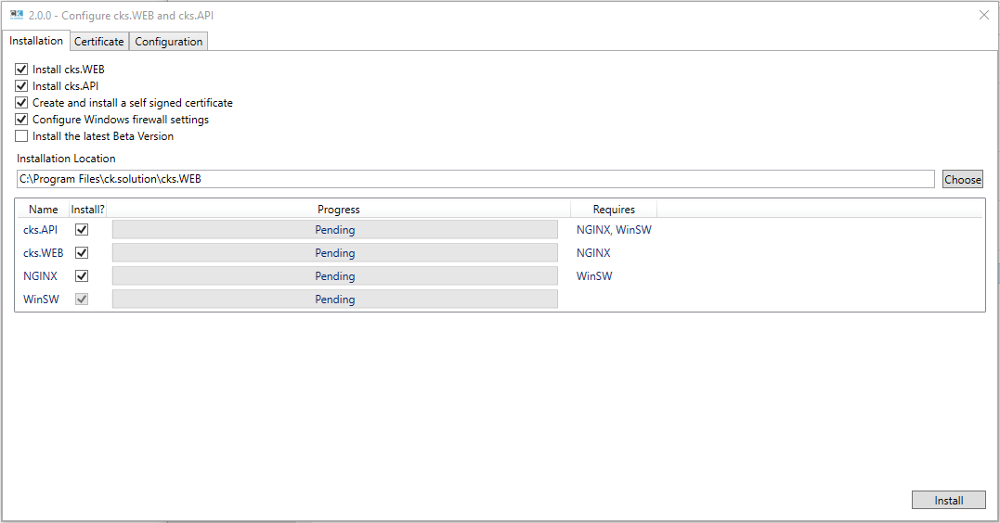 2.0.0 - Configure cks.WEB and cks.API
Installation Certificate Configuration
Install cks.WEB
Install cks.API
Create and install a self signed certificate
Configure Windows firewall settings
Install the latest Beta Version
Installation Location
C:\Program Files\ck.solution\cks.WEB Choose
Name Install? Progress Requires
cks.API Pending NGINX, WinSW
cks.WEB Pending NGINX
NGINX Pending WinSW
WinSW Pending
Install